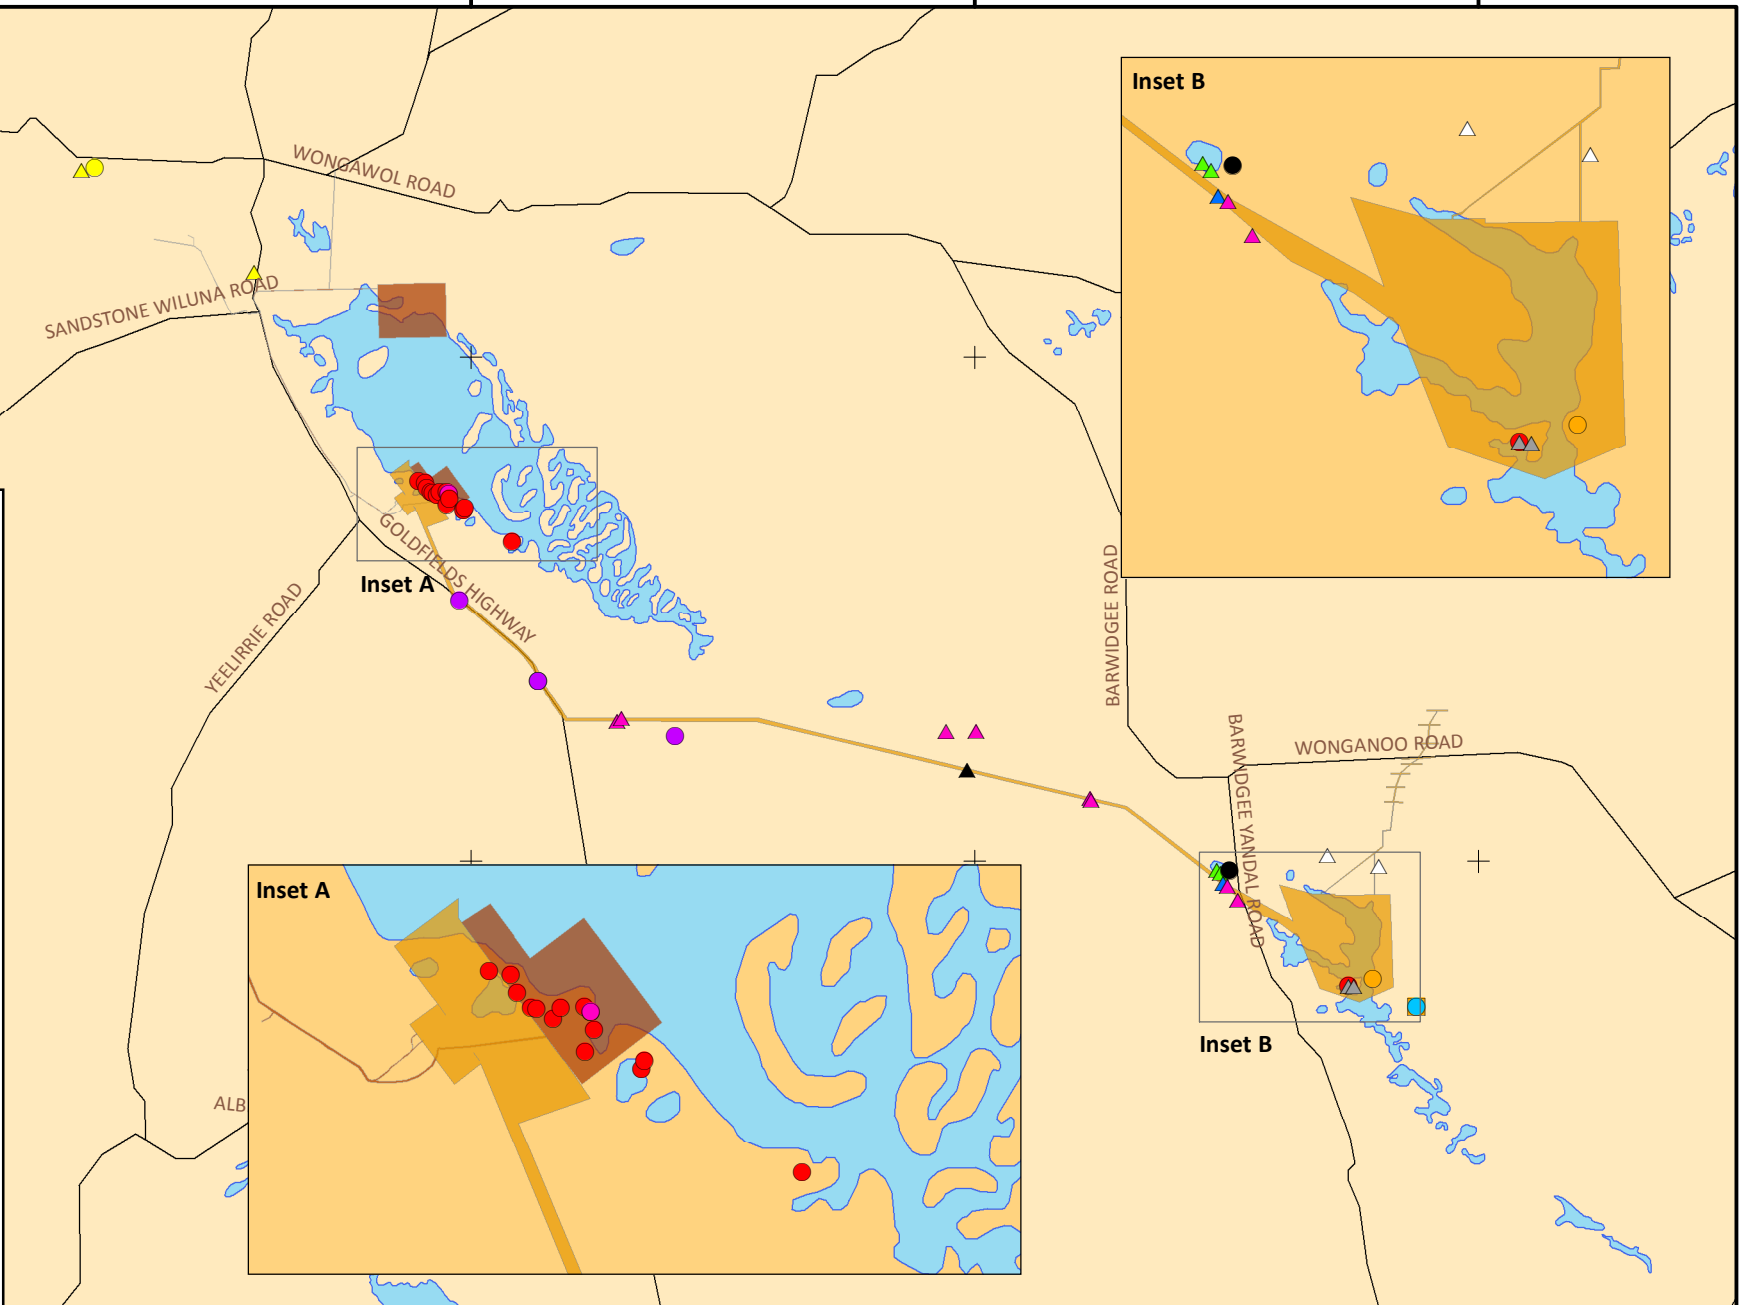 Inset B
WONGAWOL ROAD
SANDSTONE WILUNA ROAD
GOLDFIELDS HIGHWAY
Inset A
YEELIRRIE ROAD
BARWIDGEE ROAD
BARWIDGEE YANDAL ROAD
WONGANOO ROAD
Inset A
Inset B
ALB